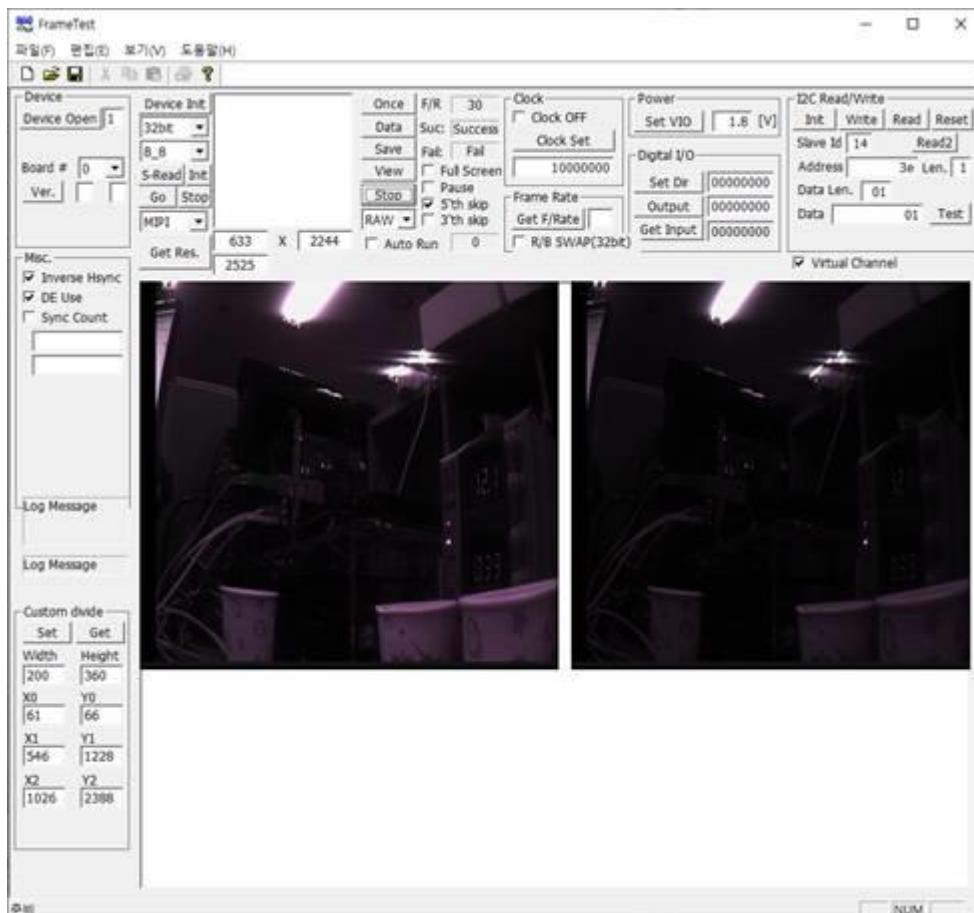 FrameTest
파일(F) 편집(E) 보기(V) 도움말(H)
Device
Device Open 1
Board # 0
Ver.
Device Init
32bit
8_8
S-Read Init
Go Stop
MIPI
Get Res.
633 X 2244
2525
Once F/R 30
Data Suc: Success
Save Fail: Fail
View Full Screen
Pause
Stop 5'th skip
RAW 3'th skip
Auto Run 0
Clock
Clock OFF
Clock Set
10000000
Frame Rate
Get F/Rate
R/B SWAP(32bit)
Power
Set VIO 1.8 [V]
Digital I/O
Set Dir 00000000
Output 00000000
Get Input 00000000
I2C Read/Write
Init Write Read Reset
Slave Id 14 Read2
Address 3e Len. 1
Data Len. 01
Data 01 Test
Virtual Channel
Misc.
Inverse Hsync
DE Use
Sync Count
Log Message
Log Message
Custom divide
Set Get
Width Height
200 360
X0 Y0
61 66
X1 Y1
546 1228
X2 Y2
1026 2388
준비 NUM